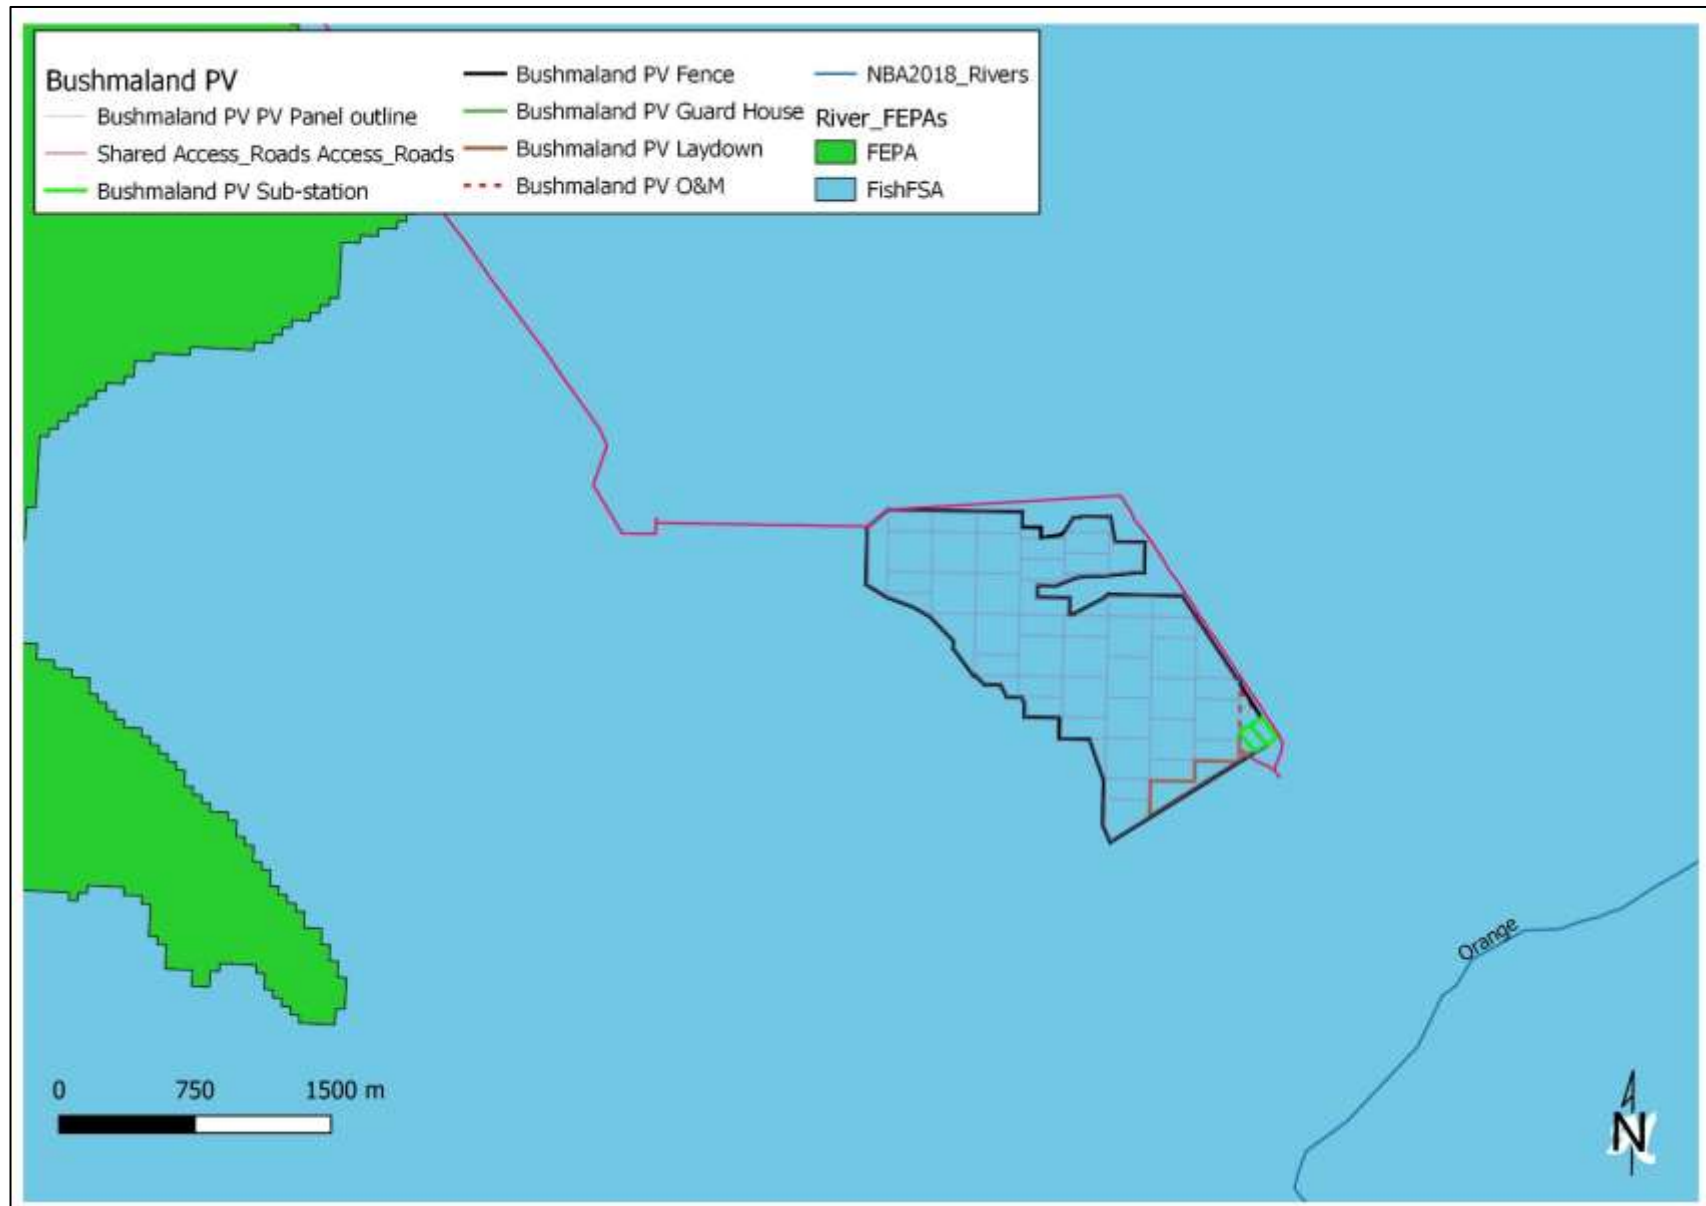 Bushmaland PV
Bushmaland PV PV Panel outline
Shared Access_Roads Access_Roads
Bushmaland PV Sub-station
Bushmaland PV Fence
Bushmaland PV Guard House
Bushmaland PV Laydown
Bushmaland PV O&M
NBA2018_Rivers
River_FEPAs
FEPA
FishFSA
Orange
0 750 1500 m
N